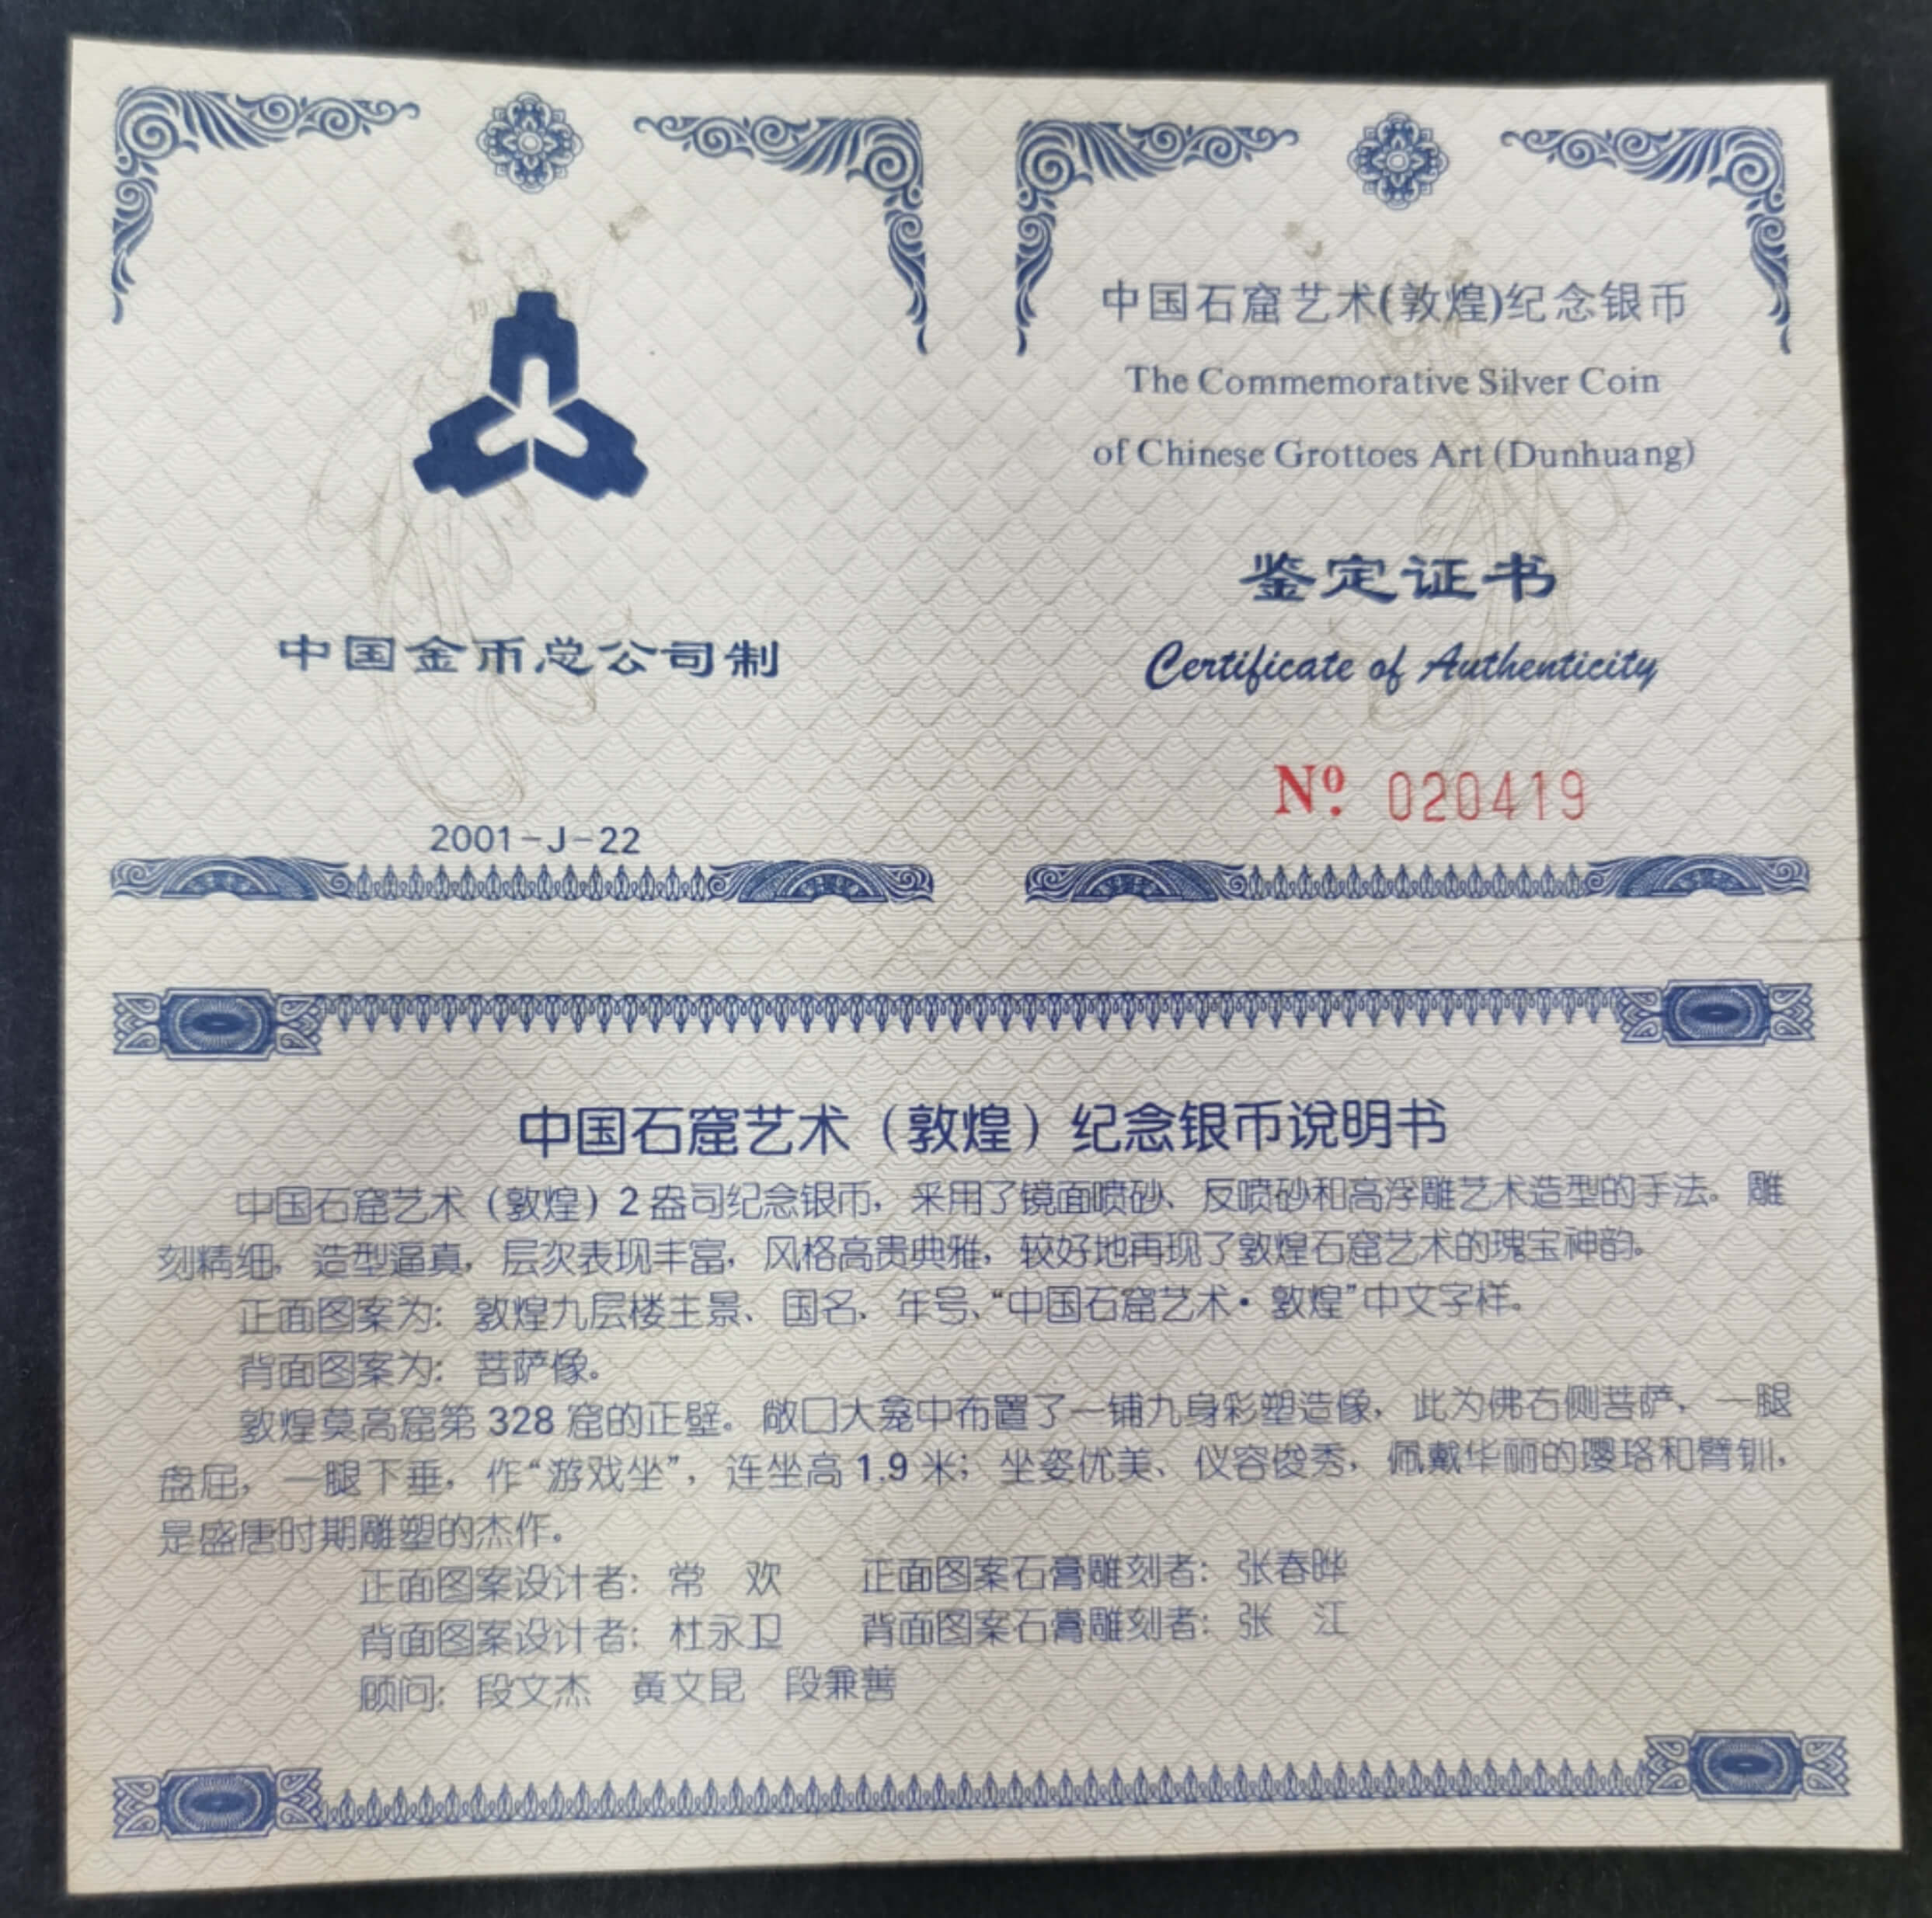 中国金币总公司制
2001-J-22
中国石窟艺术(敦煌)纪念银币
The Commemorative Silver Coin
of Chinese Grottoes Art (Dunhuang)
鉴定证书
Certificate of Authenticity
Nº. 020419
中国石窟艺术（敦煌）纪念银币说明书
中国石窟艺术（敦煌）2 盎司纪念银币，采用了镜面喷砂、反喷砂和高浮雕艺术造型的手法。雕
刻精细，造型逼真，层次表现丰富，风格高贵典雅，较好地再现了敦煌石窟艺术的瑰宝神韵。
正面图案为：敦煌九层楼主景、国名、年号、“中国石窟艺术·敦煌”中文字样。
背面图案为：菩萨像。
敦煌莫高窟第 328 窟的正壁。敞口大龛中布置了一铺九身彩塑造像，此为佛右侧菩萨，一腿
盘屈，一腿下垂，作“游戏坐”，连坐高 1.9 米；坐姿优美、仪容俊秀，佩戴华丽的璎珞和臂钏，
是盛唐时期雕塑的杰作。
正面图案设计者：常　欢　　正面图案石膏雕刻者：张春晔
背面图案设计者：杜永卫　　背面图案石膏雕刻者：张　江
顾问：段文杰　黃文昆　段兼善